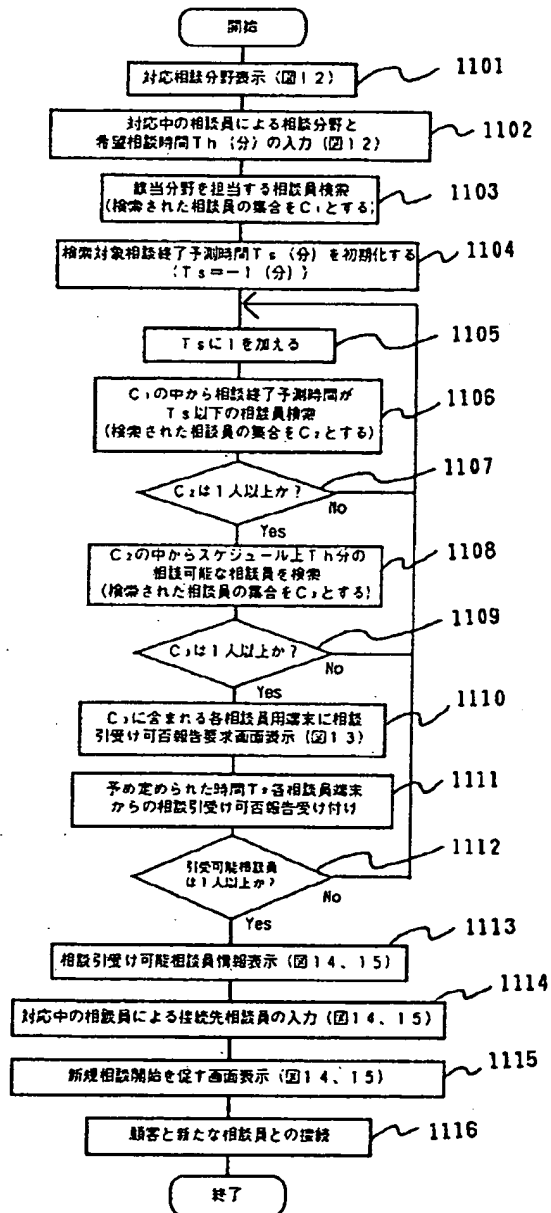 開始
対応相談分野表示（図12）
1101
対応中の相談員による相談分野と
希望相談時間Th（分）の入力（図12）
1102
該当分野を担当する相談員検索
（検索された相談員の集合をC₁とする）
1103
検索対象相談終了予測時間Ts（分）を初期化する
（Ts=-1（分））
1104
Tsに1を加える
1105
C₁の中から相談終了予測時間が
Ts以下の相談員検索
（検索された相談員の集合をC₂とする）
1106
C₂は1人以上か？
1107
No
Yes
C₂の中からスケジュール上Th分の
相談可能な相談員を検索
（検索された相談員の集合をC₃とする）
1108
C₃は1人以上か？
1109
No
Yes
C₃に含まれる各相談員用端末に相談
引受け可否報告要求画面表示（図13）
1110
予め定められた時間 各相談員端末
からの相談引受け可否報告受け付け
1111
引受可能相談員
は1人以上か？
1112
No
Yes
相談引受け可能相談員情報表示（図14、15）
1113
対応中の相談員による接続先相談員の入力（図14、15）
1114
新規相談開始を促す画面表示（図14、15）
1115
顧客と新たな相談員との接続
1116
終了